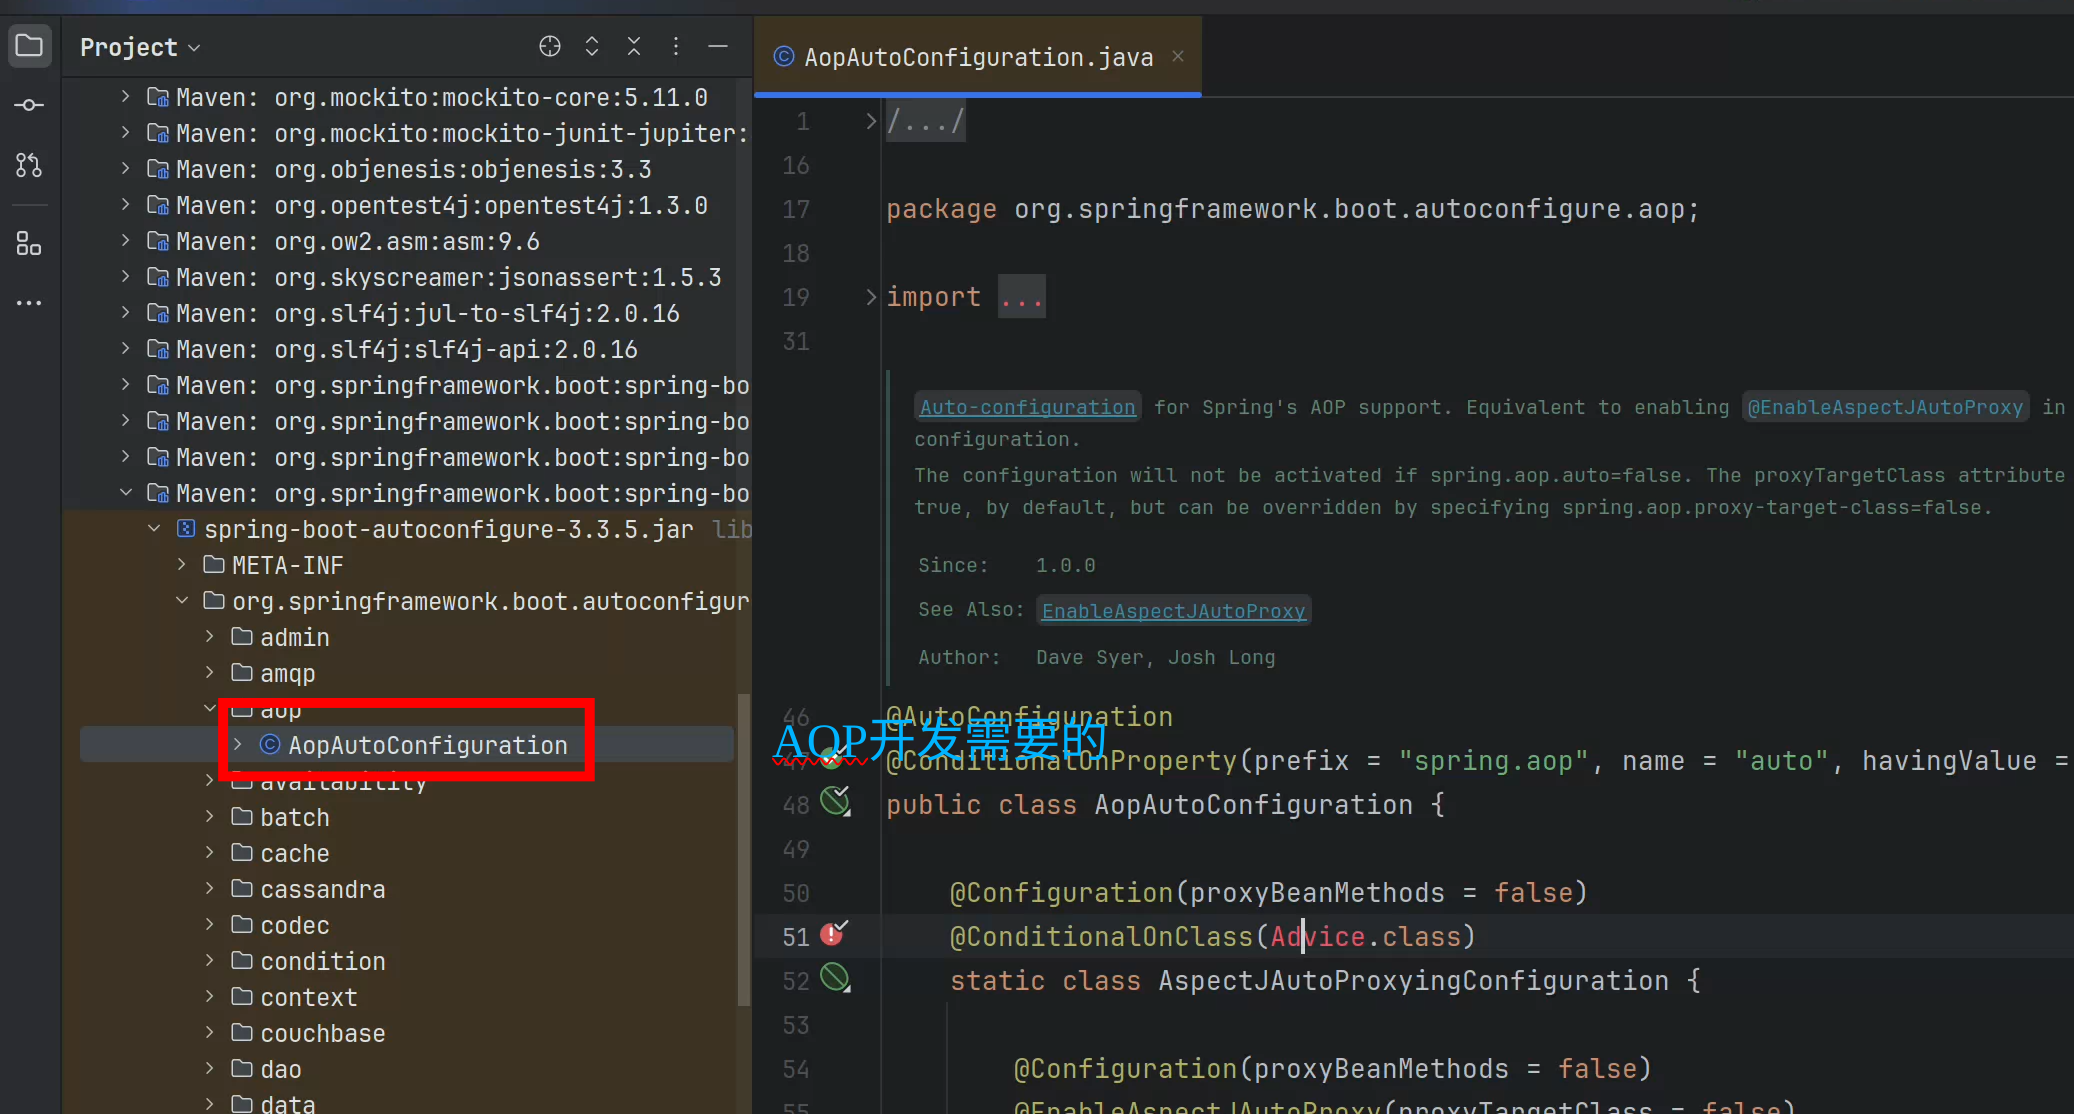 Project
Maven: org.mockito:mockito-core:5.11.0
Maven: org.mockito:mockito-junit-jupiter:
Maven: org.objenesis:objenesis:3.3
Maven: org.opentest4j:opentest4j:1.3.0
Maven: org.ow2.asm:asm:9.6
Maven: org.skyscreamer:jsonassert:1.5.3
Maven: org.slf4j:jul-to-slf4j:2.0.16
Maven: org.slf4j:slf4j-api:2.0.16
Maven: org.springframework.boot:spring-bo
Maven: org.springframework.boot:spring-bo
Maven: org.springframework.boot:spring-bo
Maven: org.springframework.boot:spring-bo
spring-boot-autoconfigure-3.3.5.jar lib
META-INF
org.springframework.boot.autoconfigur
admin
amqp
aop
AopAutoConfiguration
availability
batch
cache
cassandra
codec
condition
context
couchbase
dao
data
AopAutoConfiguration.java
1 /.../
16
17 package org.springframework.boot.autoconfigure.aop;
18
19 import ...
31
Auto-configuration for Spring's AOP support. Equivalent to enabling @EnableAspectJAutoProxy in
configuration.
The configuration will not be activated if spring.aop.auto=false. The proxyTargetClass attribute
true, by default, but can be overridden by specifying spring.aop.proxy-target-class=false.
Since: 1.0.0
See Also: EnableAspectJAutoProxy
Author: Dave Syer, Josh Long
46 @AutoConfiguration
AOP开发需要的
47 @ConditionalOnProperty(prefix = "spring.aop", name = "auto", havingValue =
48 public class AopAutoConfiguration {
49
50 @Configuration(proxyBeanMethods = false)
51 @ConditionalOnClass(Advice.class)
52 static class AspectJAutoProxyingConfiguration {
53
54 @Configuration(proxyBeanMethods = false)
55 @EnableAspectJAutoProxy(proxyTargetClass = false)